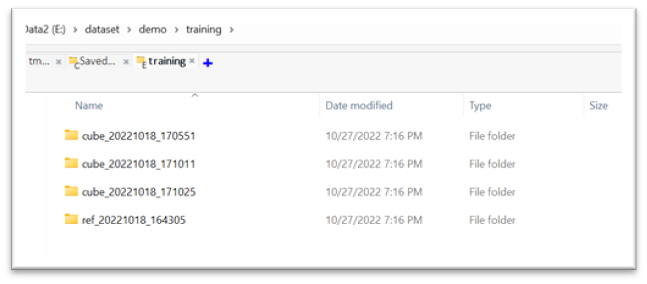 Data2 (E:) > dataset > demo > training >
tm... × Saved... × training × +
Name Date modified Type Size
cube_20221018_170551 10/27/2022 7:16 PM File folder
cube_20221018_171011 10/27/2022 7:16 PM File folder
cube_20221018_171025 10/27/2022 7:16 PM File folder
ref_20221018_164305 10/27/2022 7:16 PM File folder